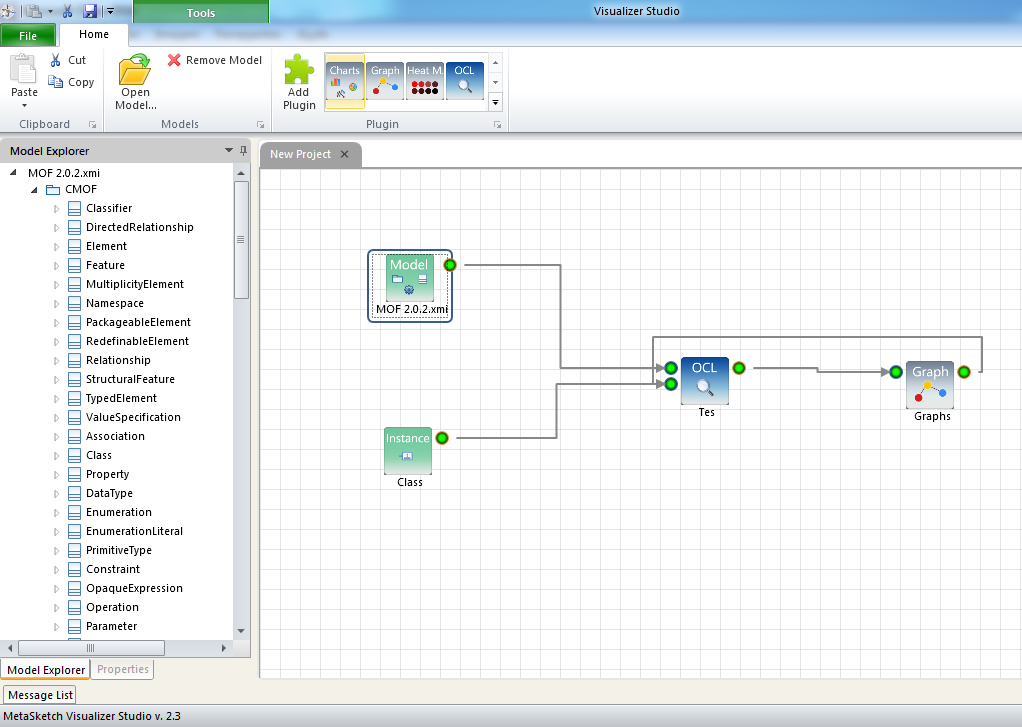 Tools
Visualizer Studio
File
Home
Paste
Cut
Copy
Clipboard
Open
Model...
Remove Model
Models
Add
Plugin
Charts
Graph
Heat M.
OCL
Plugin
Model Explorer
New Project
MOF 2.0.2.xmi
CMOF
Classifier
DirectedRelationship
Element
Feature
MultiplicityElement
Namespace
PackageableElement
RedefinableElement
Relationship
StructuralFeature
TypedElement
ValueSpecification
Association
Class
Property
DataType
Enumeration
EnumerationLiteral
PrimitiveType
Constraint
OpaqueExpression
Operation
Parameter
Model
MOF 2.0.2.xmi
OCL
Tes
Graph
Graphs
Instance
Class
Model Explorer
Properties
Message List
MetaSketch Visualizer Studio v. 2.3